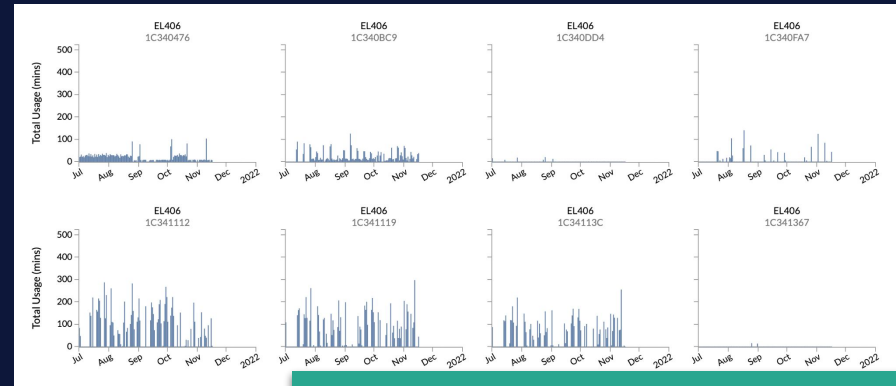 EL406 EL406 EL406 EL406
1C340476 1C340BC9 1C340DD4 1C340FA7
Total Usage (mins)
500
400
300
200
100
0
Jul Aug Sep Oct Nov Dec 2022 Jul Aug Sep Oct Nov Dec 2022 Jul Aug Sep Oct Nov Dec 2022 Jul Aug Sep Oct Nov Dec 2022
EL406 EL406 EL406 EL406
1C341112 1C341119 1C34113C 1C341367
Total Usage (mins)
500
400
300
200
100
0
Jul Aug Sep Oct Nov Dec 2022 Jul Aug Sep Oct Nov Dec 2022 Jul Aug Sep Oct Nov Dec 2022 Jul Aug Sep Oct Nov Dec 2022